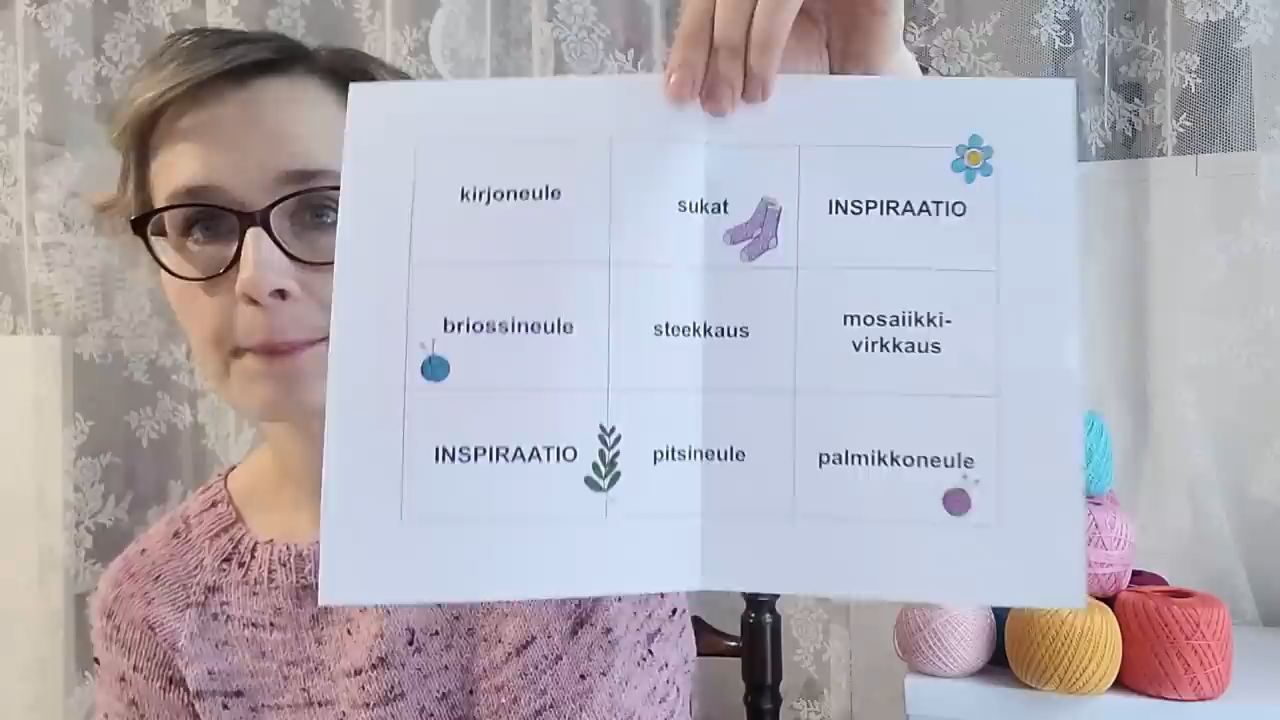 kirjoneule
sukat
INSPIRAATIO
briossineule
steekkaus
mosaiikki-
virkkaus
INSPIRAATIO
pitsineule
palmikkoneule